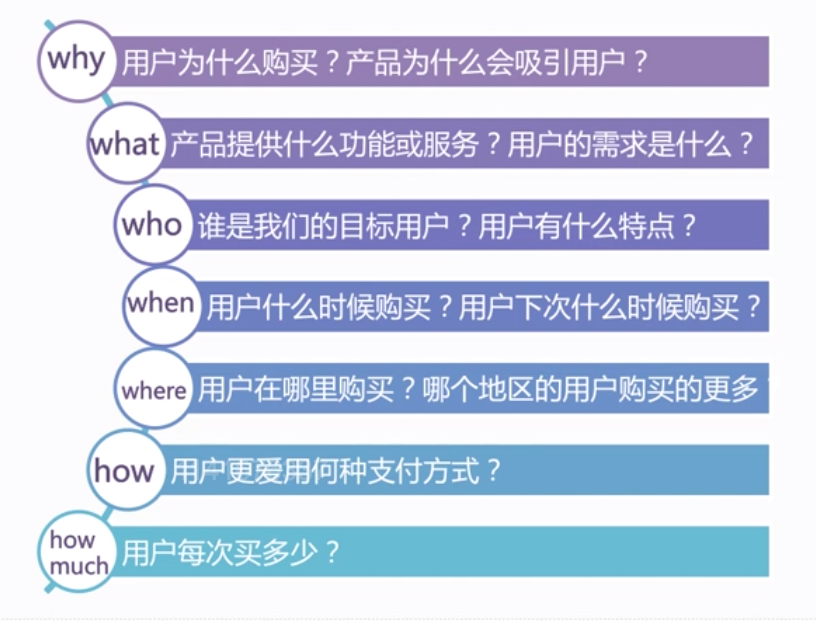 why 用户为什么购买？产品为什么会吸引用户？
what 产品提供什么功能或服务？用户的需求是什么？
who 谁是我们的目标用户？用户有什么特点？
when 用户什么时候购买？用户下次什么时候购买？
where 用户在哪里购买？哪个地区的用户购买的更多？
how 用户更爱用何种支付方式？
how
much 用户每次买多少？